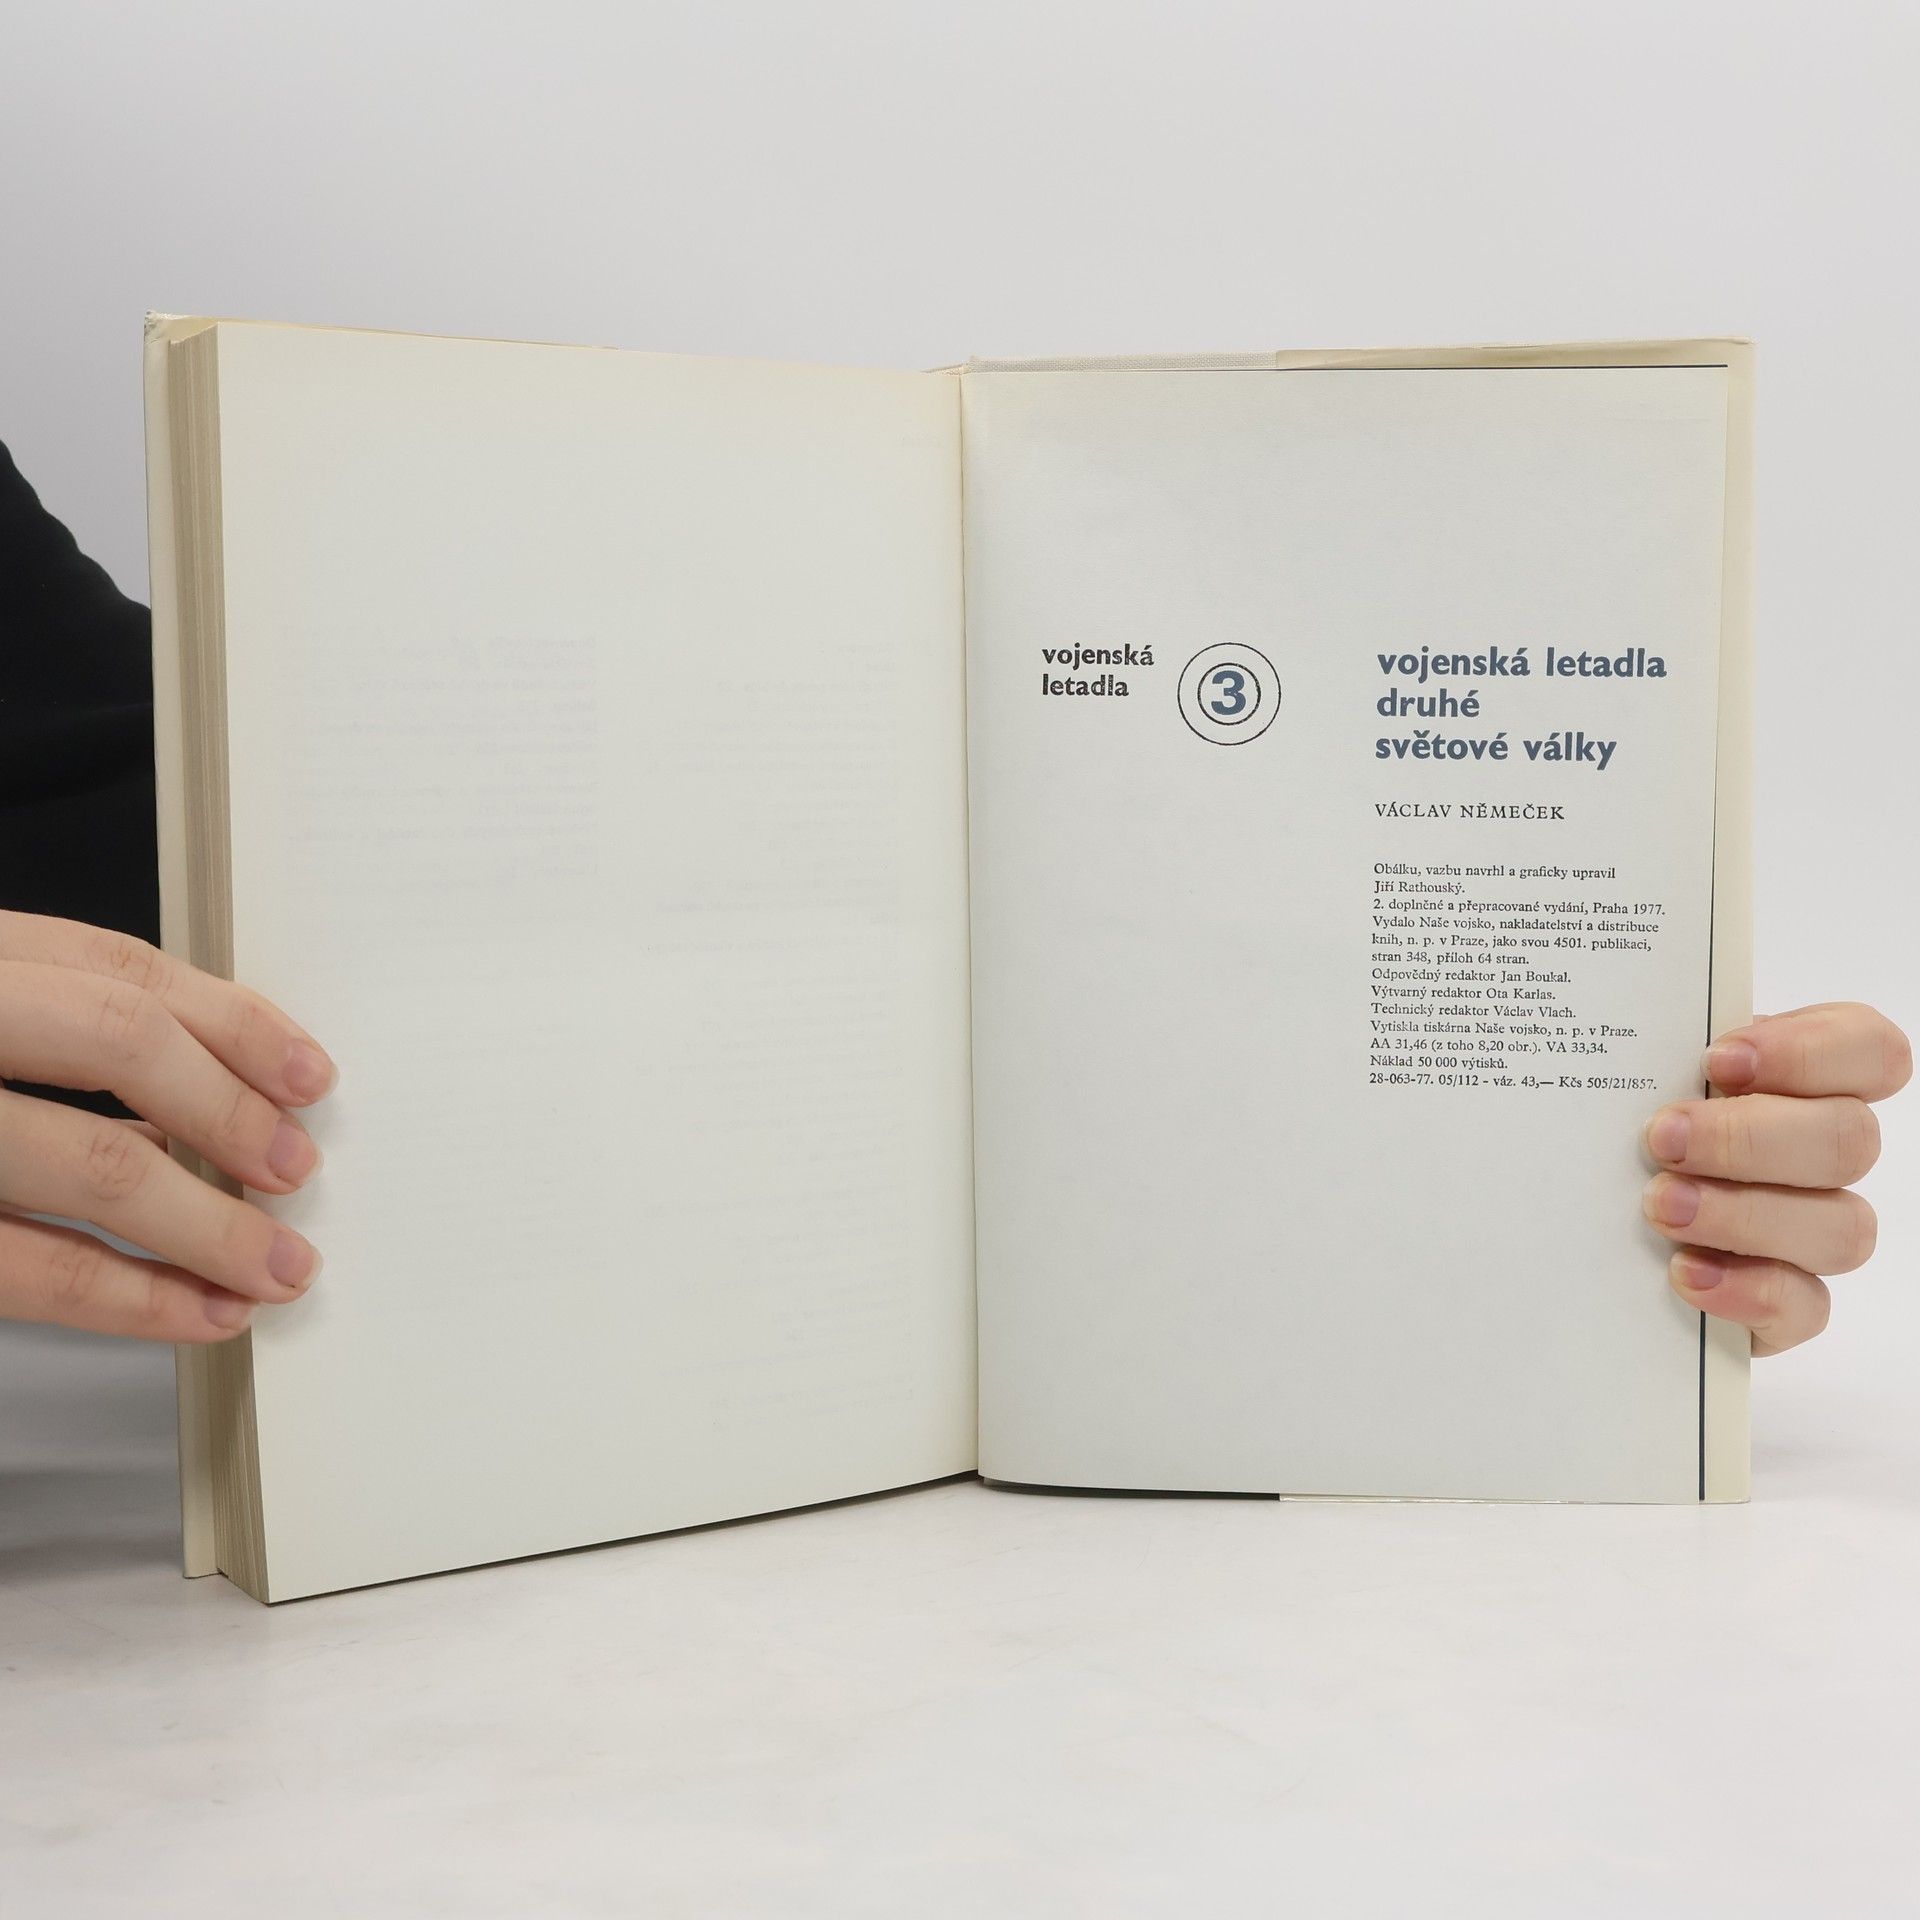 vojenská
letadla
3
vojenská letadla
druhé
světové války
VÁCLAV NĚMEČEK
Obálku, vazbu navrhl a graficky upravil
Jiří Rathouský.
2. doplněné a přepracované vydání, Praha 1977.
Vydalo Naše vojsko, nakladatelství a distribuce
knih, n. p. v Praze, jako svou 4501. publikaci,
stran 348, příloh 64 stran.
Odpovědný redaktor Jan Boukal.
Výtvarný redaktor Ota Karlas.
Technický redaktor Václav Vlach.
Vytiskla tiskárna Naše vojsko, n. p. v Praze.
AA 31,46 (z toho 8,20 obr.). VA 33,34.
Náklad 50 000 výtisků.
28-063-77. 05/112 - váz. 43,— Kčs 505/21/857.